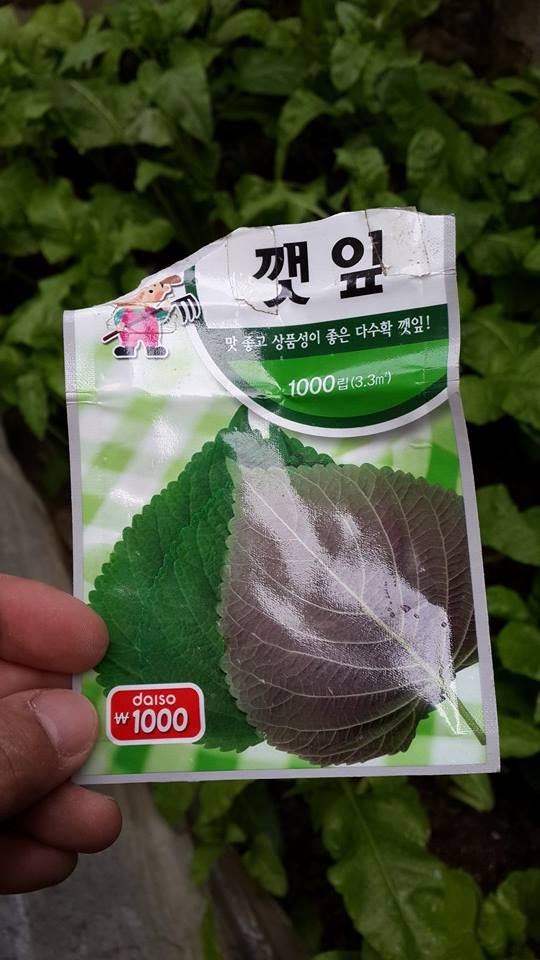 깻잎
맛 좋고 상품성이 좋은 다수확 깻잎!
1000립(3.3㎡)
daiso
₩1000